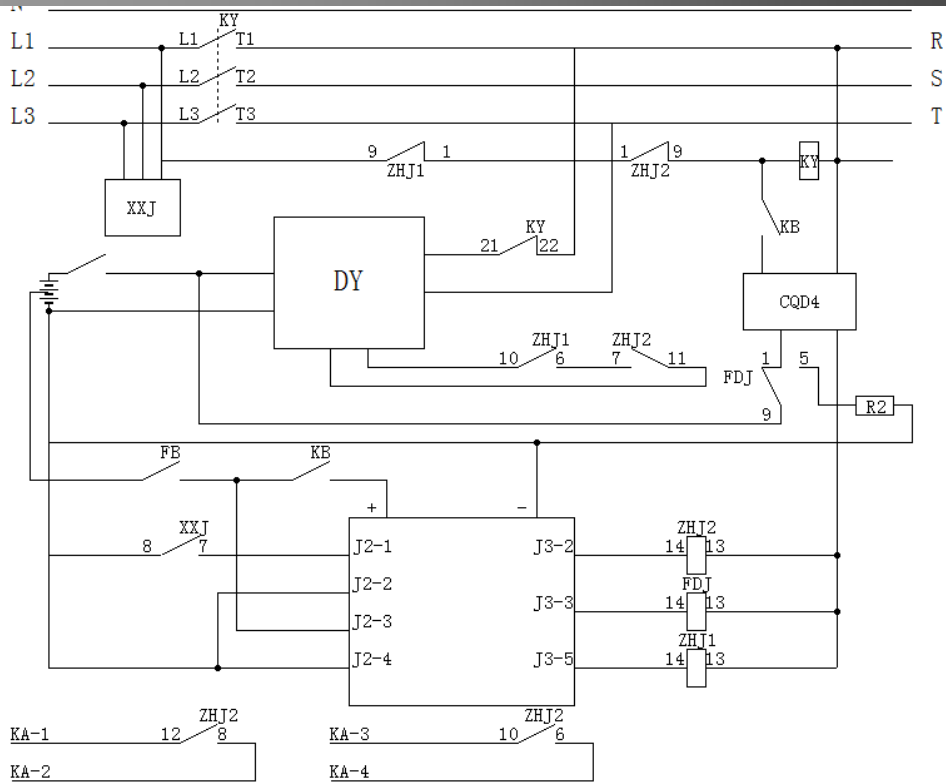 N
KY
L1 L1 T1 R
L2 L2 T2 S
L3 L3 T3 T
9 1 1 9
ZHJ1 ZHJ2 KY
XXJ
KB
KY
21 22
DY
CQD4
ZHJ1 ZHJ2
10 6 7 11 1 5
FDJ
R2
9
FB KB
+ -
XXJ ZHJ2
8 7 J2-1 J3-2 14 13
J2-2 FDJ
J2-3 J3-3 14 13
ZHJ1
J2-4 J3-5 14 13
ZHJ2 ZHJ2
KA-1 12 8 KA-3 10 6
KA-2 KA-4